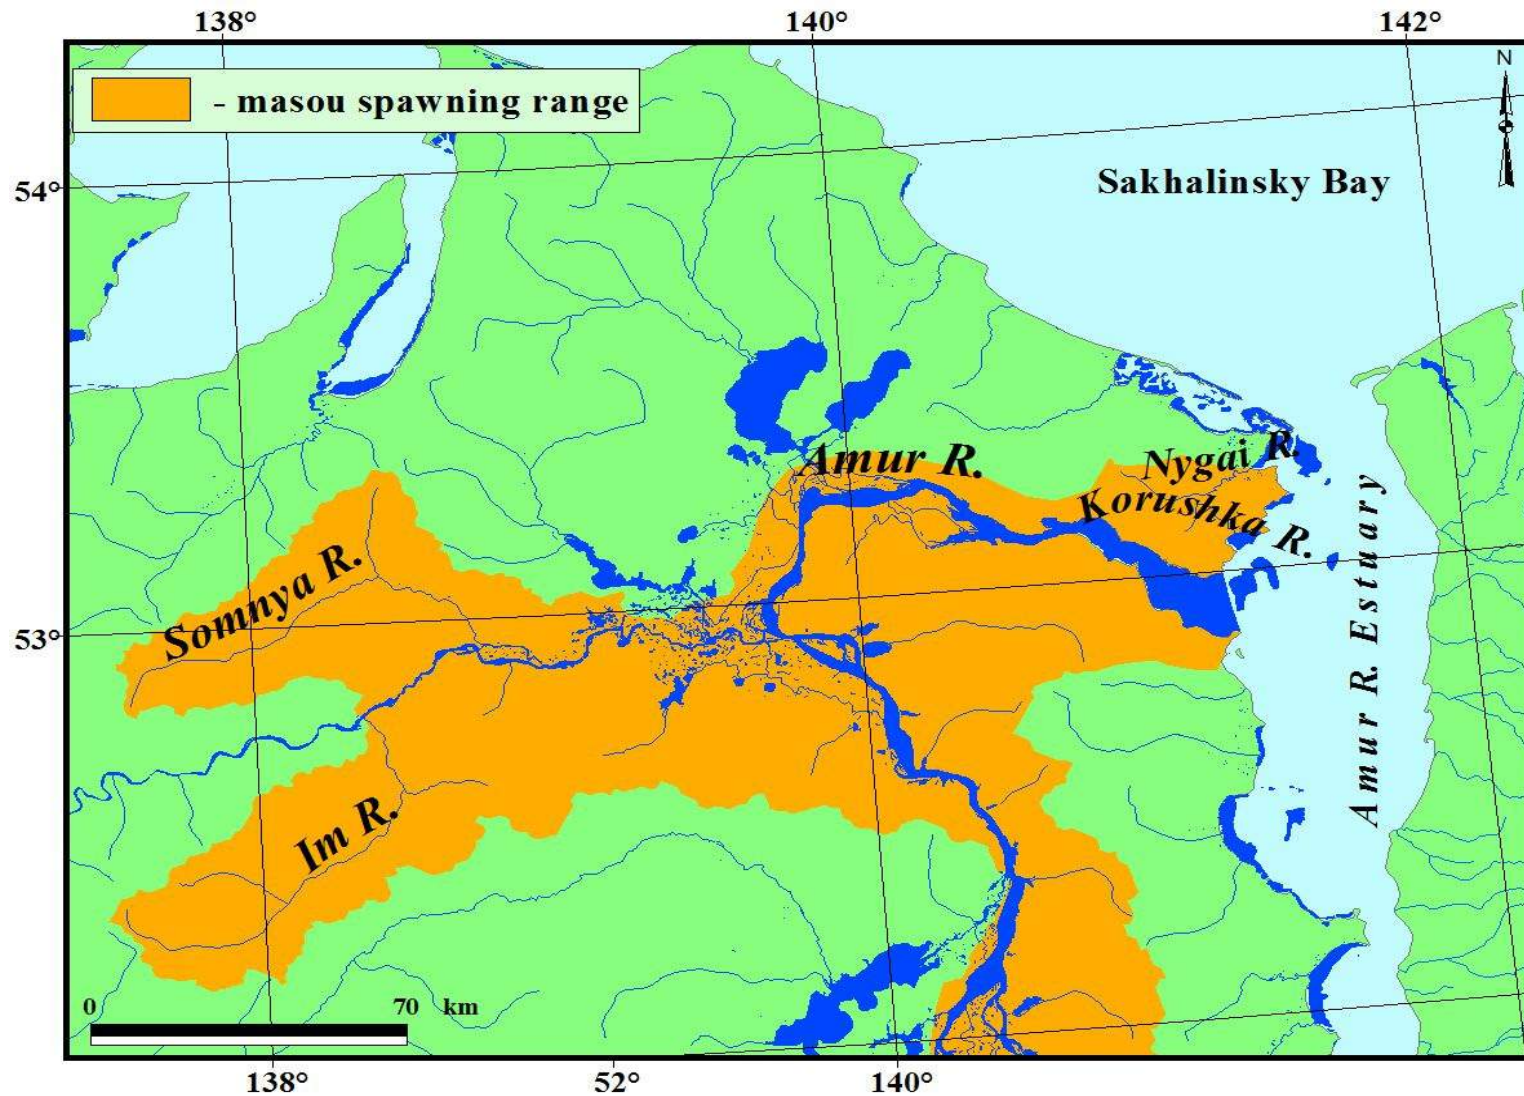 138° 140° 142°
- masou spawning range
N
54°
Sakhalinsky Bay
Amur R.
Nygai R.
Korushka R.
Amur R. Estuary
Somnya R.
53°
Im R.
0 70 km
138° 52° 140°